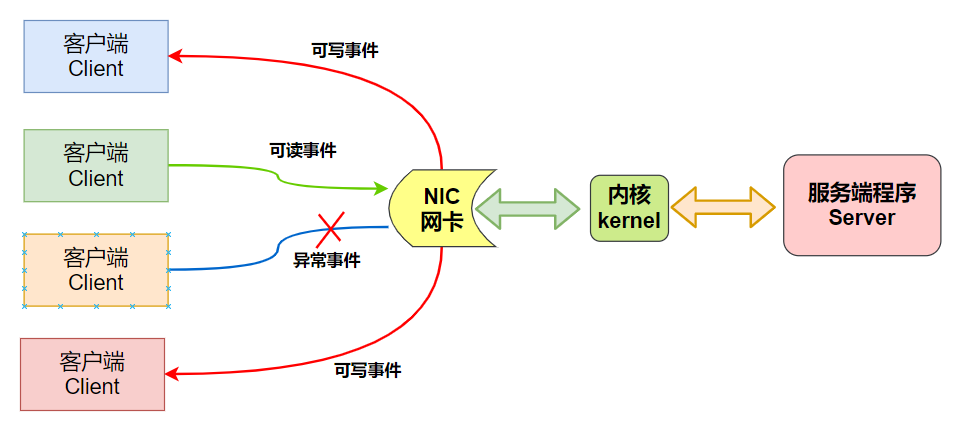 客户端
Client
可写事件
客户端
Client
可读事件
NIC
网卡
内核
kernel
服务端程序
Server
客户端
Client
异常事件
客户端
Client
可写事件